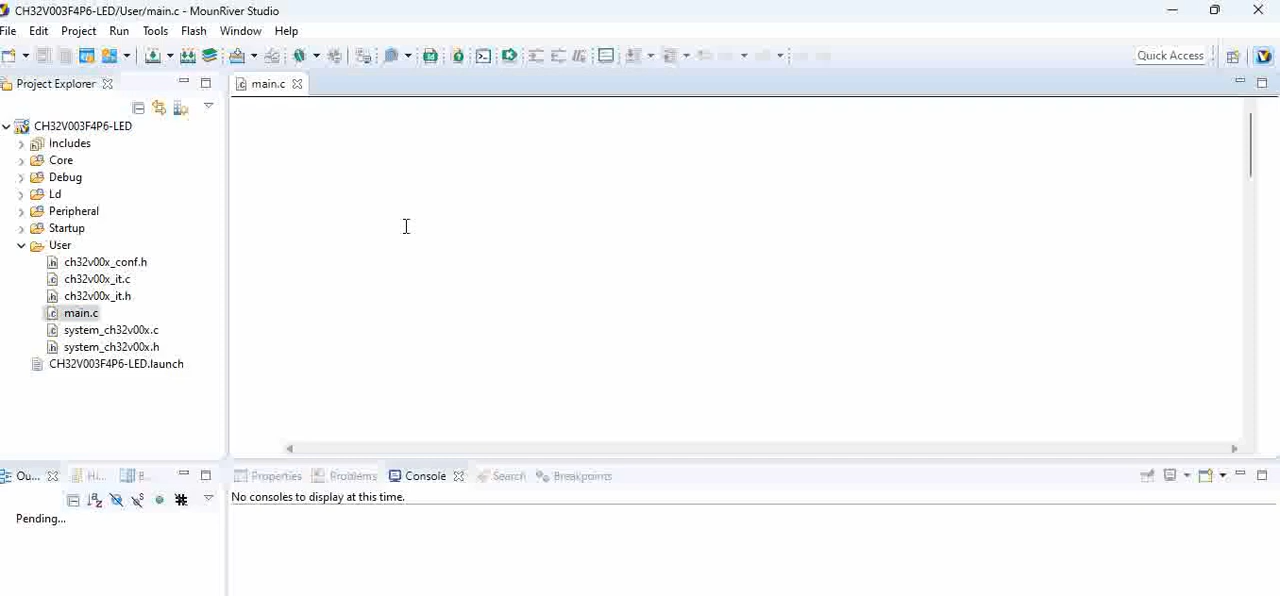 CH32V003F4P6-LED/User/main.c - MounRiver Studio
File Edit Project Run Tools Flash Window Help
Quick Access
Project Explorer
main.c
CH32V003F4P6-LED
Includes
Core
Debug
Ld
Peripheral
Startup
User
ch32v00x_conf.h
ch32v00x_it.c
ch32v00x_it.h
main.c
system_ch32v00x.c
system_ch32v00x.h
CH32V003F4P6-LED.launch
Ou... Hi... B...
Pending...
Properties Problems Console Search Breakpoints
No consoles to display at this time.